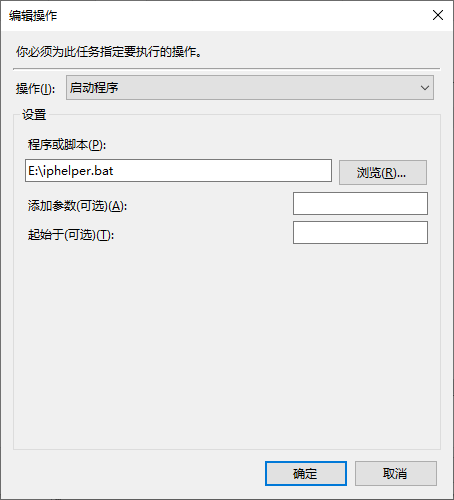 编辑操作
你必须为此任务指定要执行的操作。
操作(I): 启动程序
设置
程序或脚本(P):
E:\iphelper.bat 浏览(R)...
添加参数(可选)(A):
起始于(可选)(T):
确定 取消